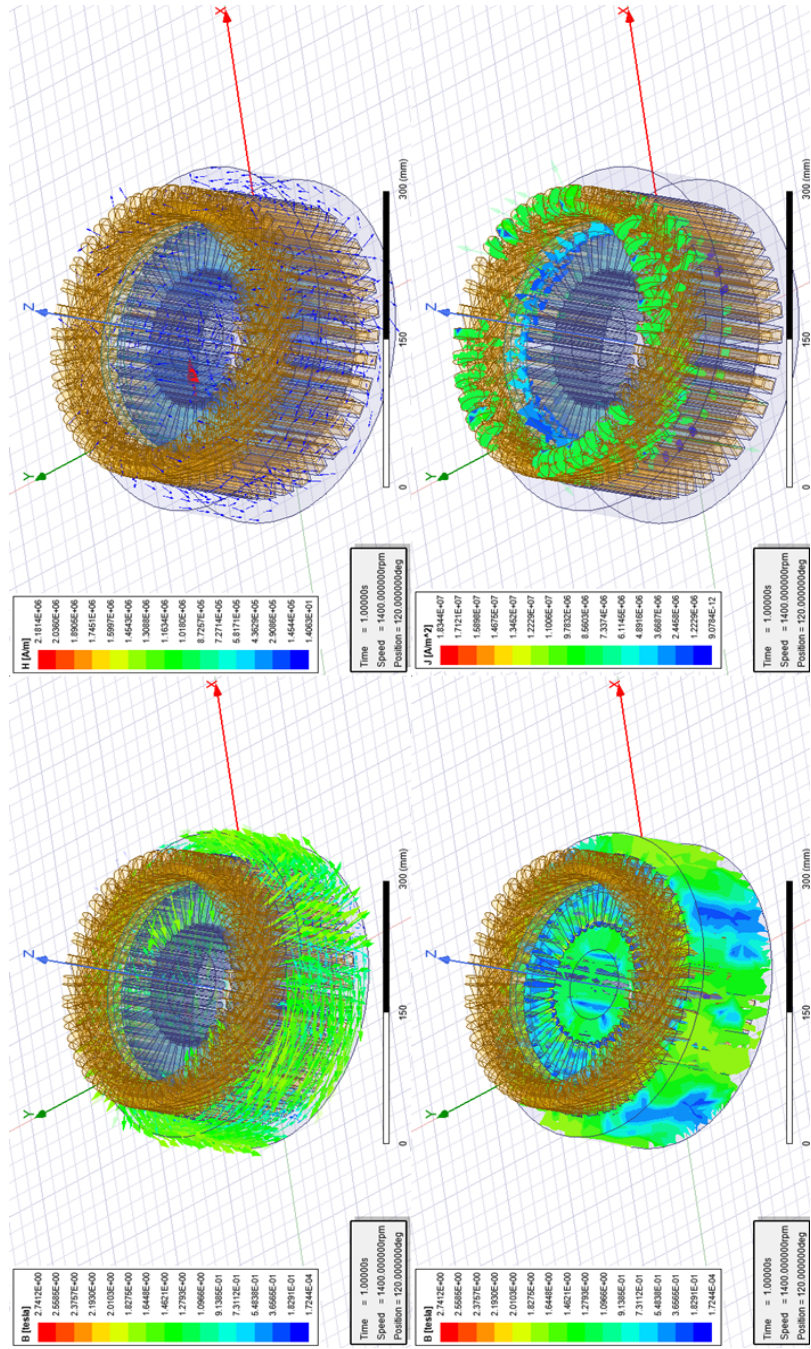 B [tesla]
2.7412E+00
2.5585E+00
2.3757E+00
2.1930E+00
2.0103E+00
1.8275E+00
1.6448E+00
1.4621E+00
1.2793E+00
1.0966E+00
9.1385E-01
7.3112E-01
5.4838E-01
3.6565E-01
1.8291E-01
1.7244E-04
Z
Y
X
Time = 1.00000s
Speed = 1400.000000rpm
Position = 120.000000deg
0 150 300 (mm)
H [A/m]
2.1814E+06
2.0360E+06
1.8906E+06
1.7451E+06
1.5997E+06
1.4543E+06
1.3088E+06
1.1634E+06
1.0180E+06
8.7257E+05
7.2714E+05
5.8171E+05
4.3629E+05
2.9086E+05
1.4544E+05
1.4063E+01
Z
Y
X
Time = 1.00000s
Speed = 1400.000000rpm
Position = 120.000000deg
0 150 300 (mm)
B [tesla]
2.7412E+00
2.5585E+00
2.3757E+00
2.1930E+00
2.0103E+00
1.8275E+00
1.6448E+00
1.4621E+00
1.2793E+00
1.0966E+00
9.1385E-01
7.3112E-01
5.4838E-01
3.6565E-01
1.8291E-01
1.7244E-04
Z
Y
X
Time = 1.00000s
Speed = 1400.000000rpm
Position = 120.000000deg
0 150 300 (mm)
J [A/m^2]
1.8344E+07
1.7121E+07
1.5898E+07
1.4675E+07
1.3452E+07
1.2229E+07
1.1006E+07
9.7832E+06
8.5603E+06
7.3374E+06
6.1145E+06
4.8916E+06
3.6687E+06
2.4458E+06
1.2229E+06
9.0784E-12
Z
Y
X
Time = 1.00000s
Speed = 1400.000000rpm
Position = 120.000000deg
0 150 300 (mm)